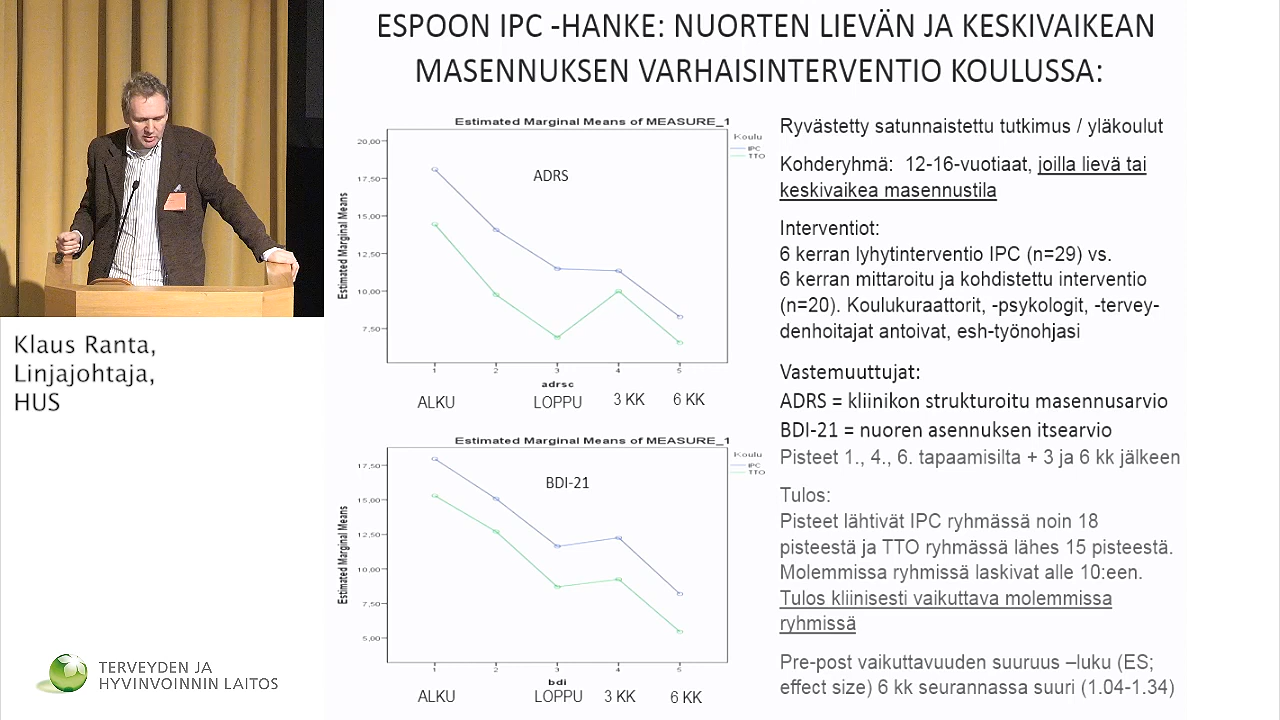 ESPOON IPC -HANKE: NUORTEN LIEVÄN JA KESKIVAIKEAN
MASENNUKSEN VARHAISINTERVENTIO KOULUSSA:
Estimated Marginal Means of MEASURE_1
Koulu
IPC
TTO
ADRS
Estimated Marginal Means
20,00
17,50
15,00
12,50
10,00
7,50
1 2 3 4 5
adrsc
ALKU LOPPU 3 KK 6 KK
Estimated Marginal Means of MEASURE_1
Koulu
IPC
TTO
BDI-21
Estimated Marginal Means
17,50
15,00
12,50
10,00
7,50
5,00
1 2 3 4 5
bdi
ALKU LOPPU 3 KK 6 KK
Ryvästetty satunnaistettu tutkimus / yläkoulut
Kohderyhmä: 12-16-vuotiaat, joilla lievä tai
keskivaikea masennustila
Interventiot:
6 kerran lyhytinterventio IPC (n=29) vs.
6 kerran mittaroitu ja kohdistettu interventio
(n=20). Koulukuraattorit, -psykologit, -tervey-
denhoitajat antoivat, esh-työnohjasi
Vastemuuttujat:
ADRS = kliinikon strukturoitu masennusarvio
BDI-21 = nuoren asennuksen itsearvio
Pisteet 1., 4., 6. tapaamisilta + 3 ja 6 kk jälkeen
Tulos:
Pisteet lähtivät IPC ryhmässä noin 18
pisteestä ja TTO ryhmässä lähes 15 pisteestä.
Molemmissa ryhmissä laskivat alle 10:een.
Tulos kliinisesti vaikuttava molemmissa
ryhmissä
Pre-post vaikuttavuuden suuruus –luku (ES;
effect size) 6 kk seurannassa suuri (1.04-1.34)
Klaus Ranta,
Linjajohtaja,
HUS
TERVEYDEN JA
HYVINVOINNIN LAITOS